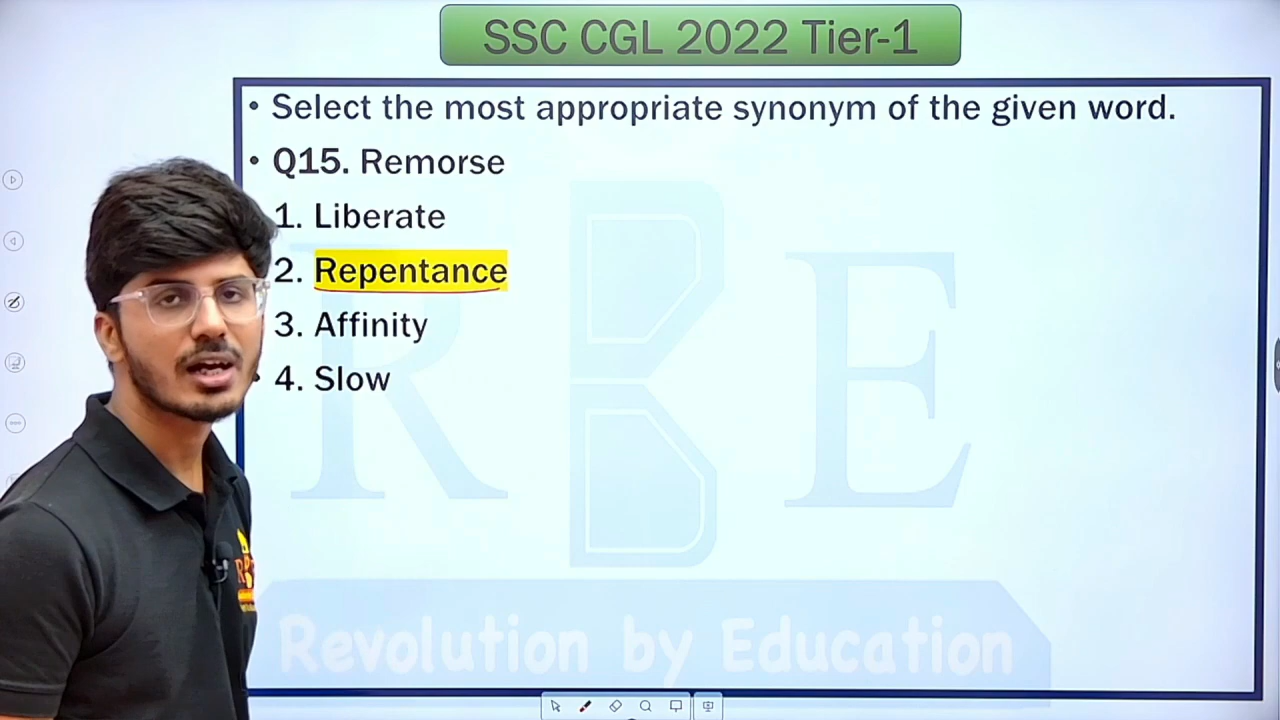 SSC CGL 2022 Tier-1
• Select the most appropriate synonym of the given word.
• Q15. Remorse
1. Liberate
2. Repentance
3. Affinity
• 4. Slow
R B E
Revolution by Education